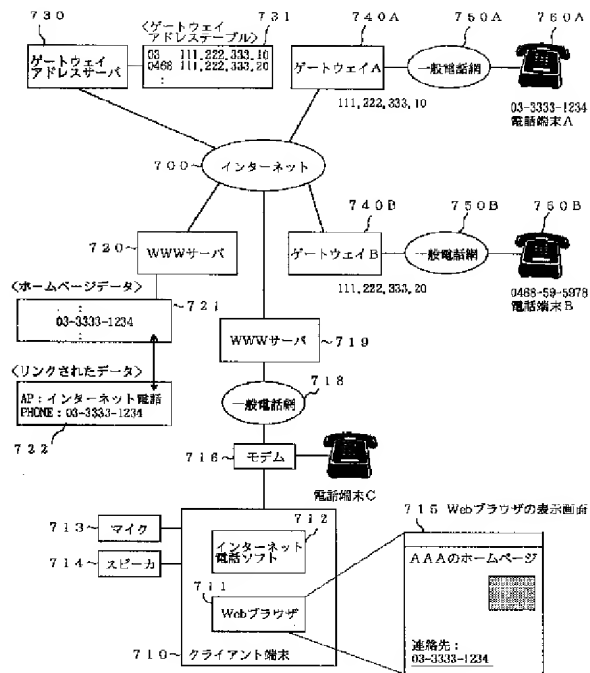 730
<ゲートウェイ
アドレステーブル>
731
740A
750A
760A
ゲートウェイ
アドレスサーバ
03 111.222.333.10
0468 111.222.333.20
:
ゲートウェイA
一般電話網
111.222.333.10
03-3333-1234
電話端末A
700
インターネット
740B
750B
760B
720
WWWサーバ
ゲートウェイB
一般電話網
111.222.333.20
0468-59-5978
電話端末B
<ホームページデータ>
721
:
03-3333-1234
:
WWWサーバ
719
<リンクされたデータ>
718
AP:インターネット電話
PHONE:03-3333-1234
一般電話網
722
716
モデム
電話端末C
713
マイク
712
715 Webブラウザの表示画面
714
スピーカ
インターネット
電話ソフト
AAAのホームページ
711
Webブラウザ
連絡先:
03-3333-1234
710
クライアント端末